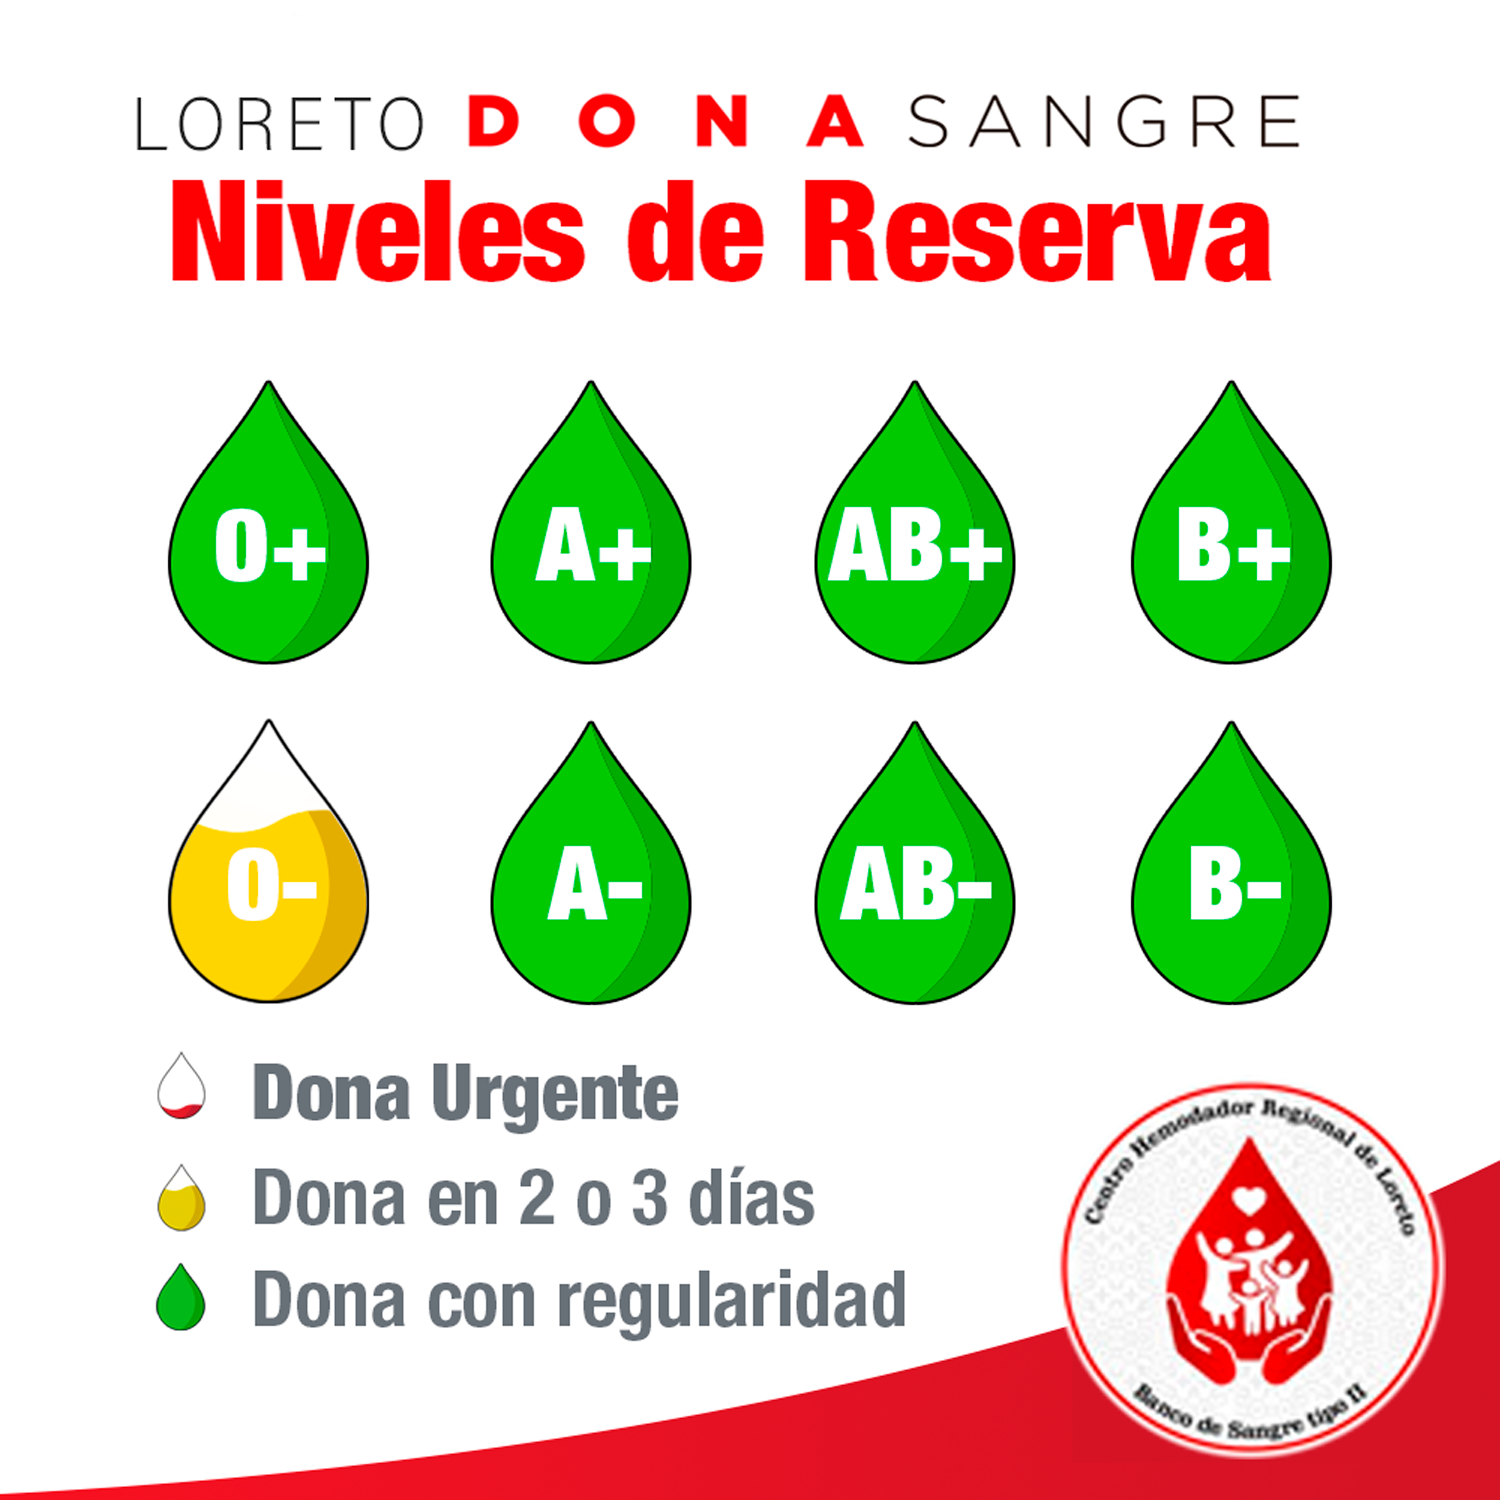 LORETO DONA SANGRE
Niveles de Reserva
O+ A+ AB+ B+
O- A- AB- B-
Dona Urgente
Dona en 2 o 3 días
Dona con regularidad
Centro Hemodador Regional de Loreto
Banco de Sangre tipo II